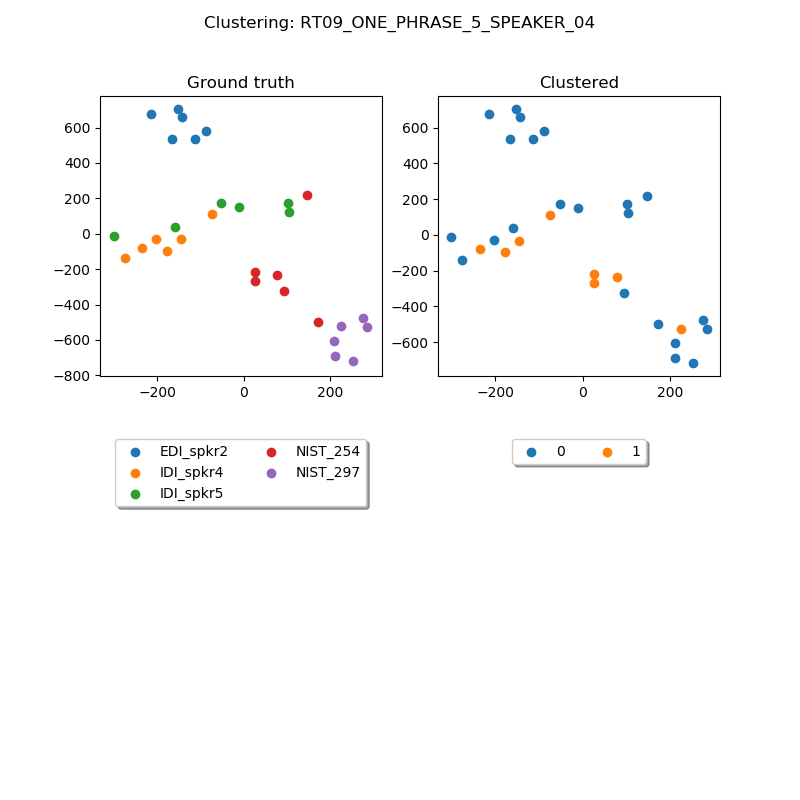 Clustering: RT09_ONE_PHRASE_5_SPEAKER_04
Ground truth
600
400
200
0
−200
−400
−600
−800
−200 0 200
EDI_spkr2 NIST_254
IDI_spkr4 NIST_297
IDI_spkr5
Clustered
600
400
200
0
−200
−400
−600
−200 0 200
0 1